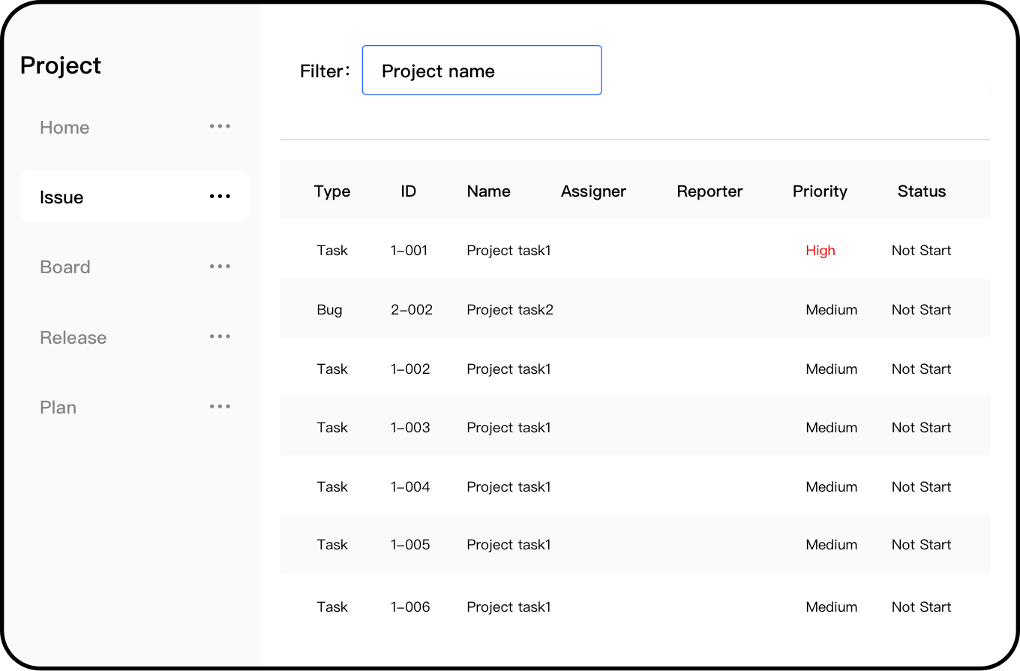 Project
Home
Issue
Board
Release
Plan
Filter: Project name
Type ID Name Assigner Reporter Priority Status
Task 1-001 Project task1 High Not Start
Bug 2-002 Project task2 Medium Not Start
Task 1-002 Project task1 Medium Not Start
Task 1-003 Project task1 Medium Not Start
Task 1-004 Project task1 Medium Not Start
Task 1-005 Project task1 Medium Not Start
Task 1-006 Project task1 Medium Not Start